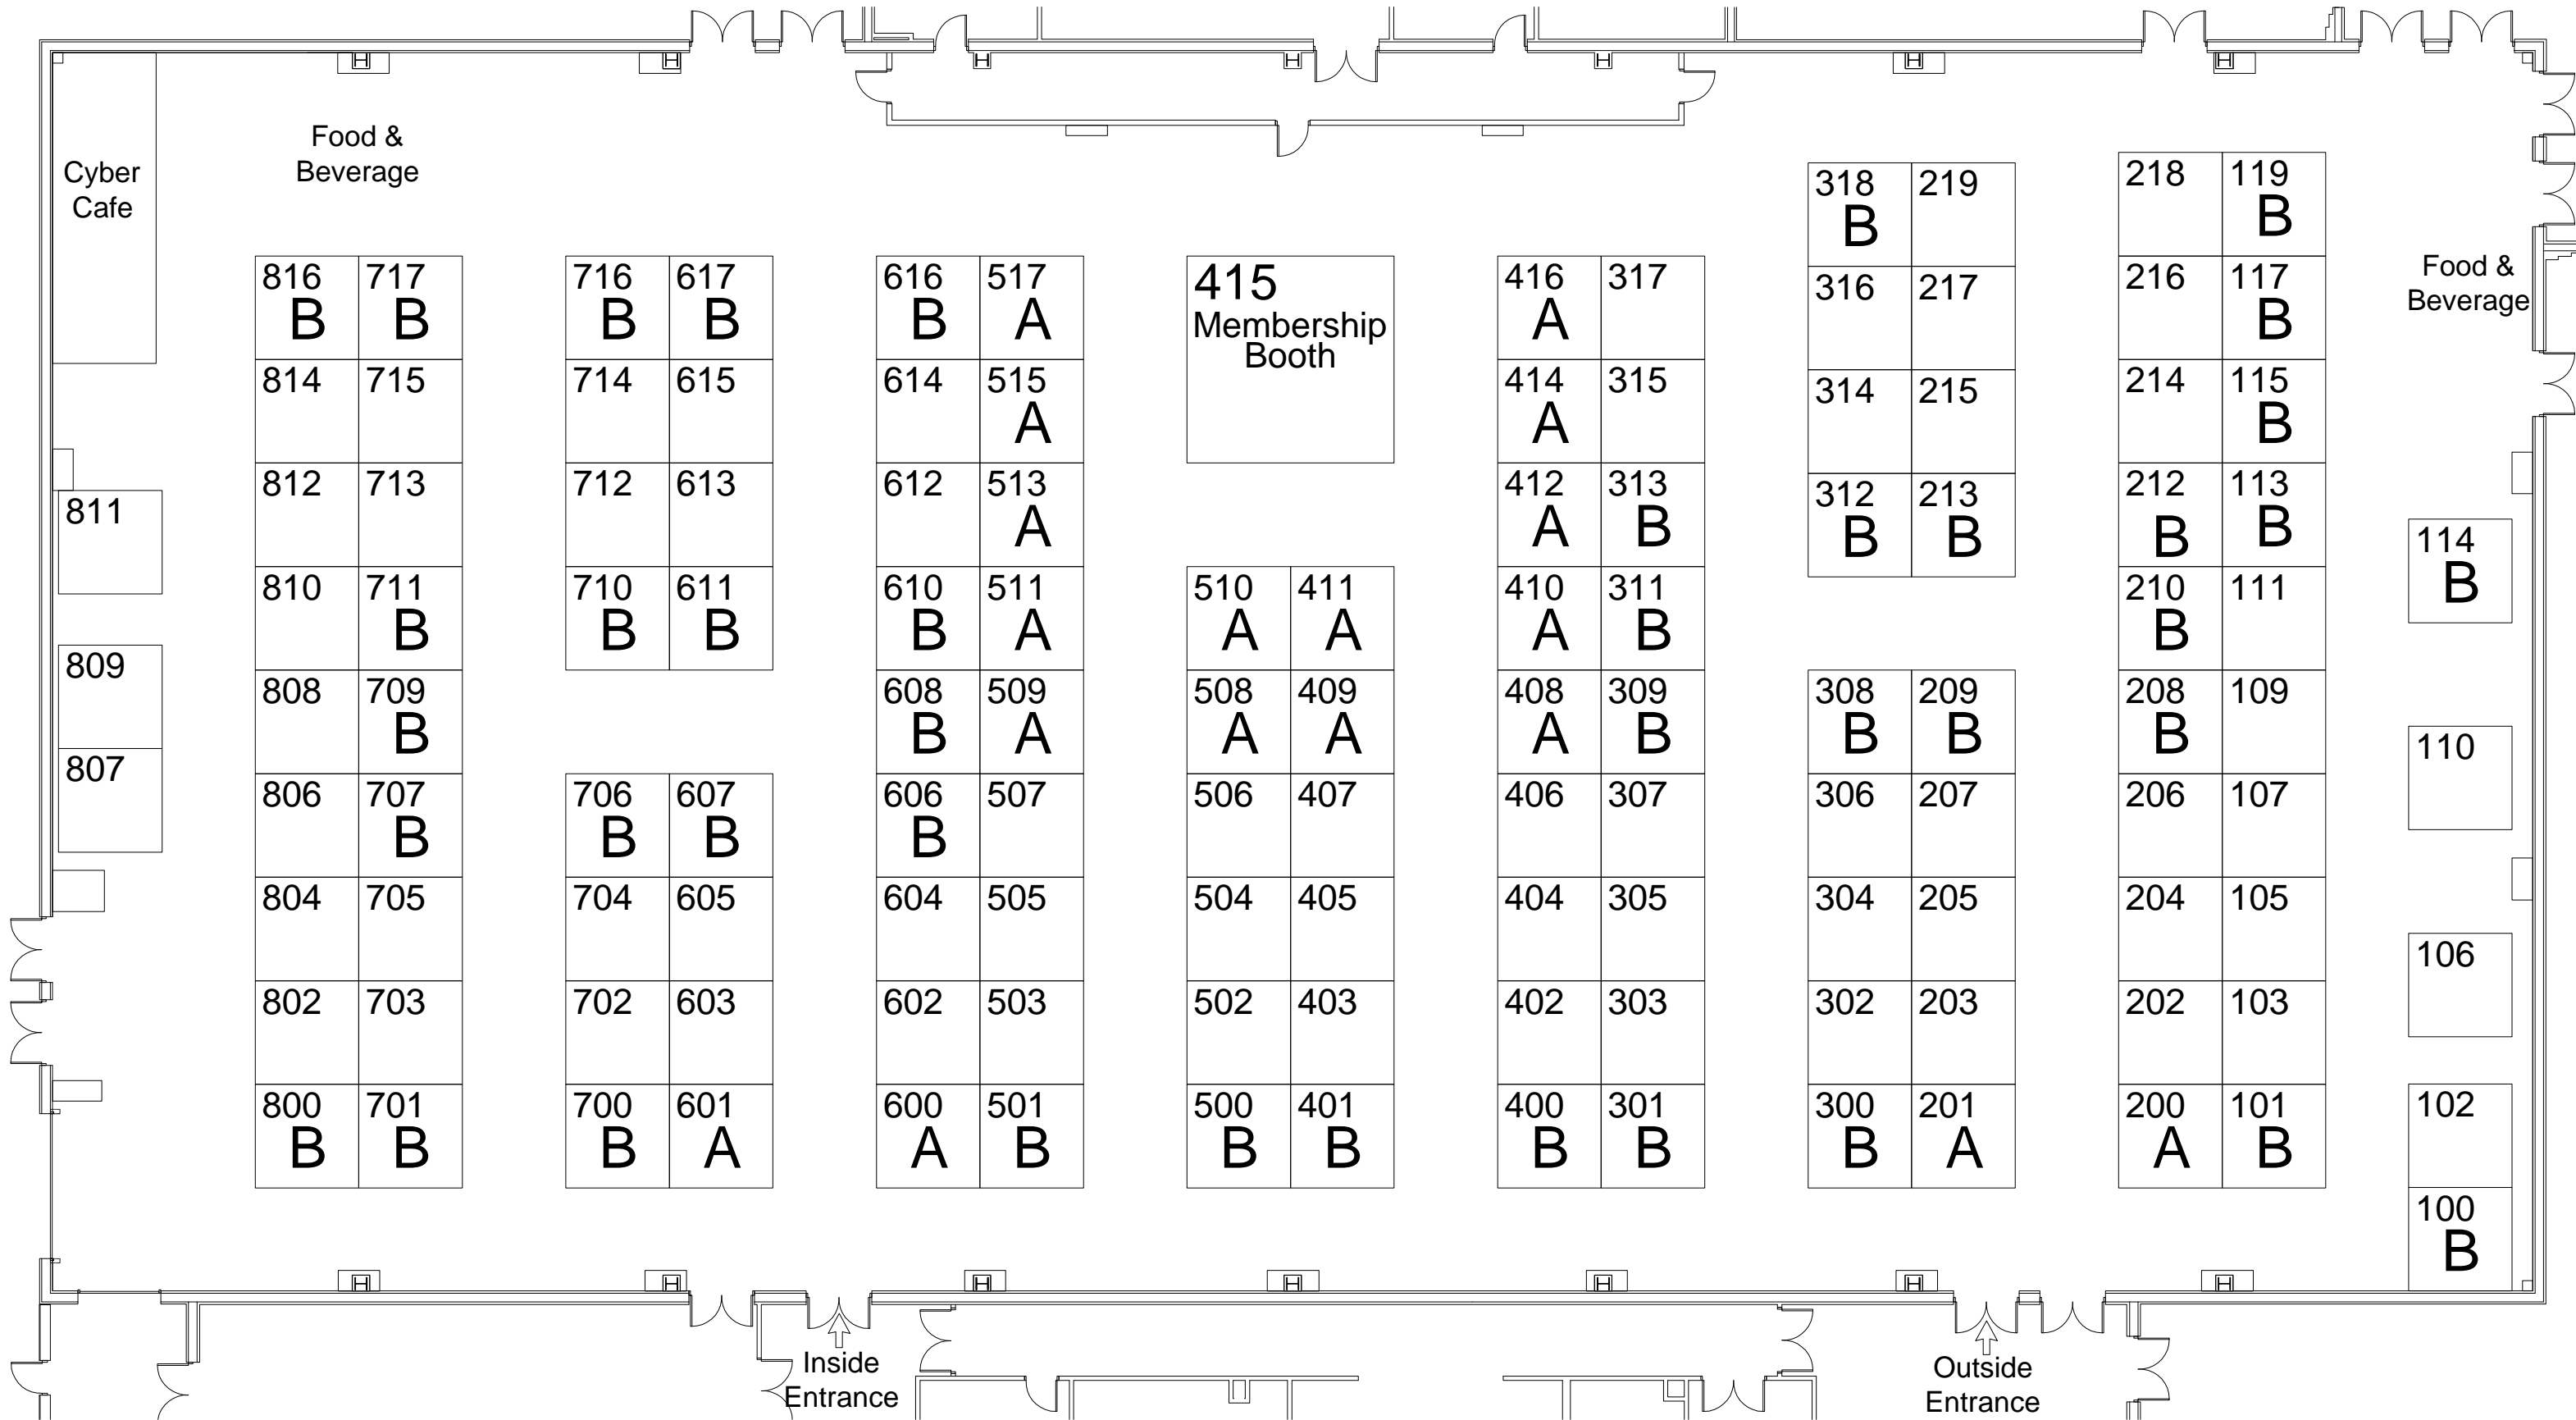 Food &
Beverage
Cyber
Cafe
318 219
B
218 119
B
816 717
B B
716 617
B B
616 517
B A
415
Membership
Booth
416 317
A
316 217
216 117
B
Food &
Beverage
814 715
714 615
614 515
A
414 315
A
314 215
214 115
B
812 713
712 613
612 513
A
412 313
A B
312 213
B B
212 113
B B
811
114
B
810 711
B
710 611
B B
610 511
B A
510 411
A A
410 311
A B
210 111
B
809
808 709
B
608 509
B A
508 409
A A
408 309
A B
308 209
B B
208 109
B
110
807
806 707
B
706 607
B B
606 507
B
506 407
406 307
306 207
206 107
804 705
704 605
604 505
504 405
404 305
304 205
204 105
106
802 703
702 603
602 503
502 403
402 303
302 203
202 103
800 701
B B
700 601
B A
600 501
A B
500 401
B B
400 301
B B
300 201
B A
200 101
A B
102
100
B
Inside
Entrance
Outside
Entrance